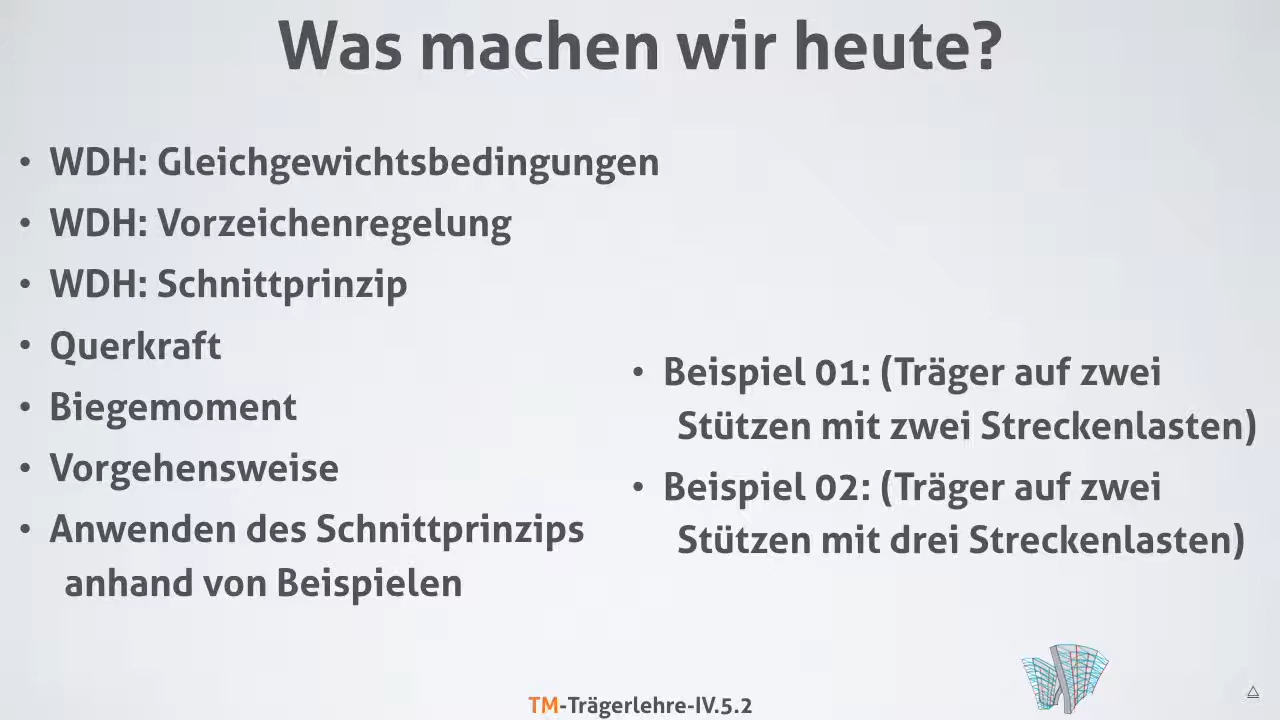 Was machen wir heute?
• WDH: Gleichgewichtsbedingungen
• WDH: Vorzeichenregelung
• WDH: Schnittprinzip
• Querkraft
• Biegemoment
• Vorgehensweise
• Anwenden des Schnittprinzips
anhand von Beispielen
• Beispiel 01: (Träger auf zwei
Stützen mit zwei Streckenlasten)
• Beispiel 02: (Träger auf zwei
Stützen mit drei Streckenlasten)
TM-Trägerlehre-IV.5.2